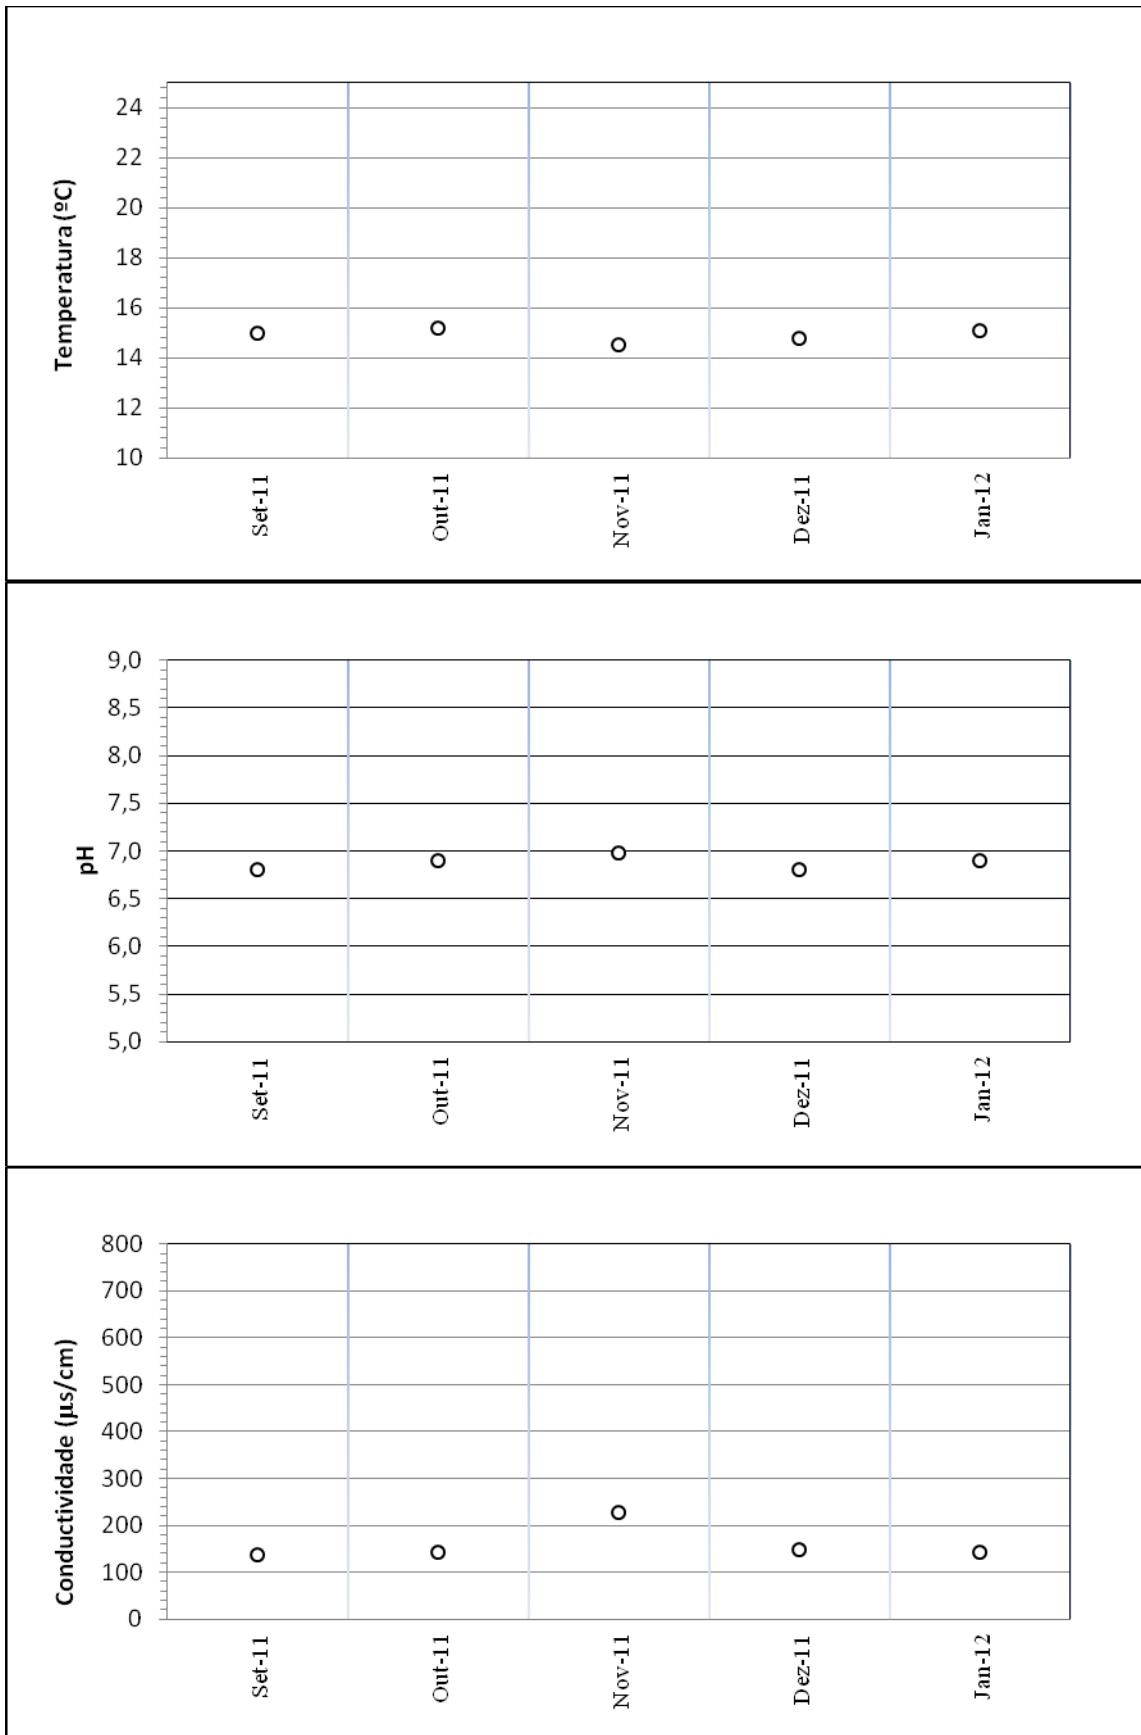 Temperatura (ºC)
24
22
20
18
16
14
12
10
Set-11
Out-11
Nov-11
Dez-11
Jan-12
pH
9,0
8,5
8,0
7,5
7,0
6,5
6,0
5,5
5,0
Set-11
Out-11
Nov-11
Dez-11
Jan-12
Conductividade (µs/cm)
800
700
600
500
400
300
200
100
0
Set-11
Out-11
Nov-11
Dez-11
Jan-12